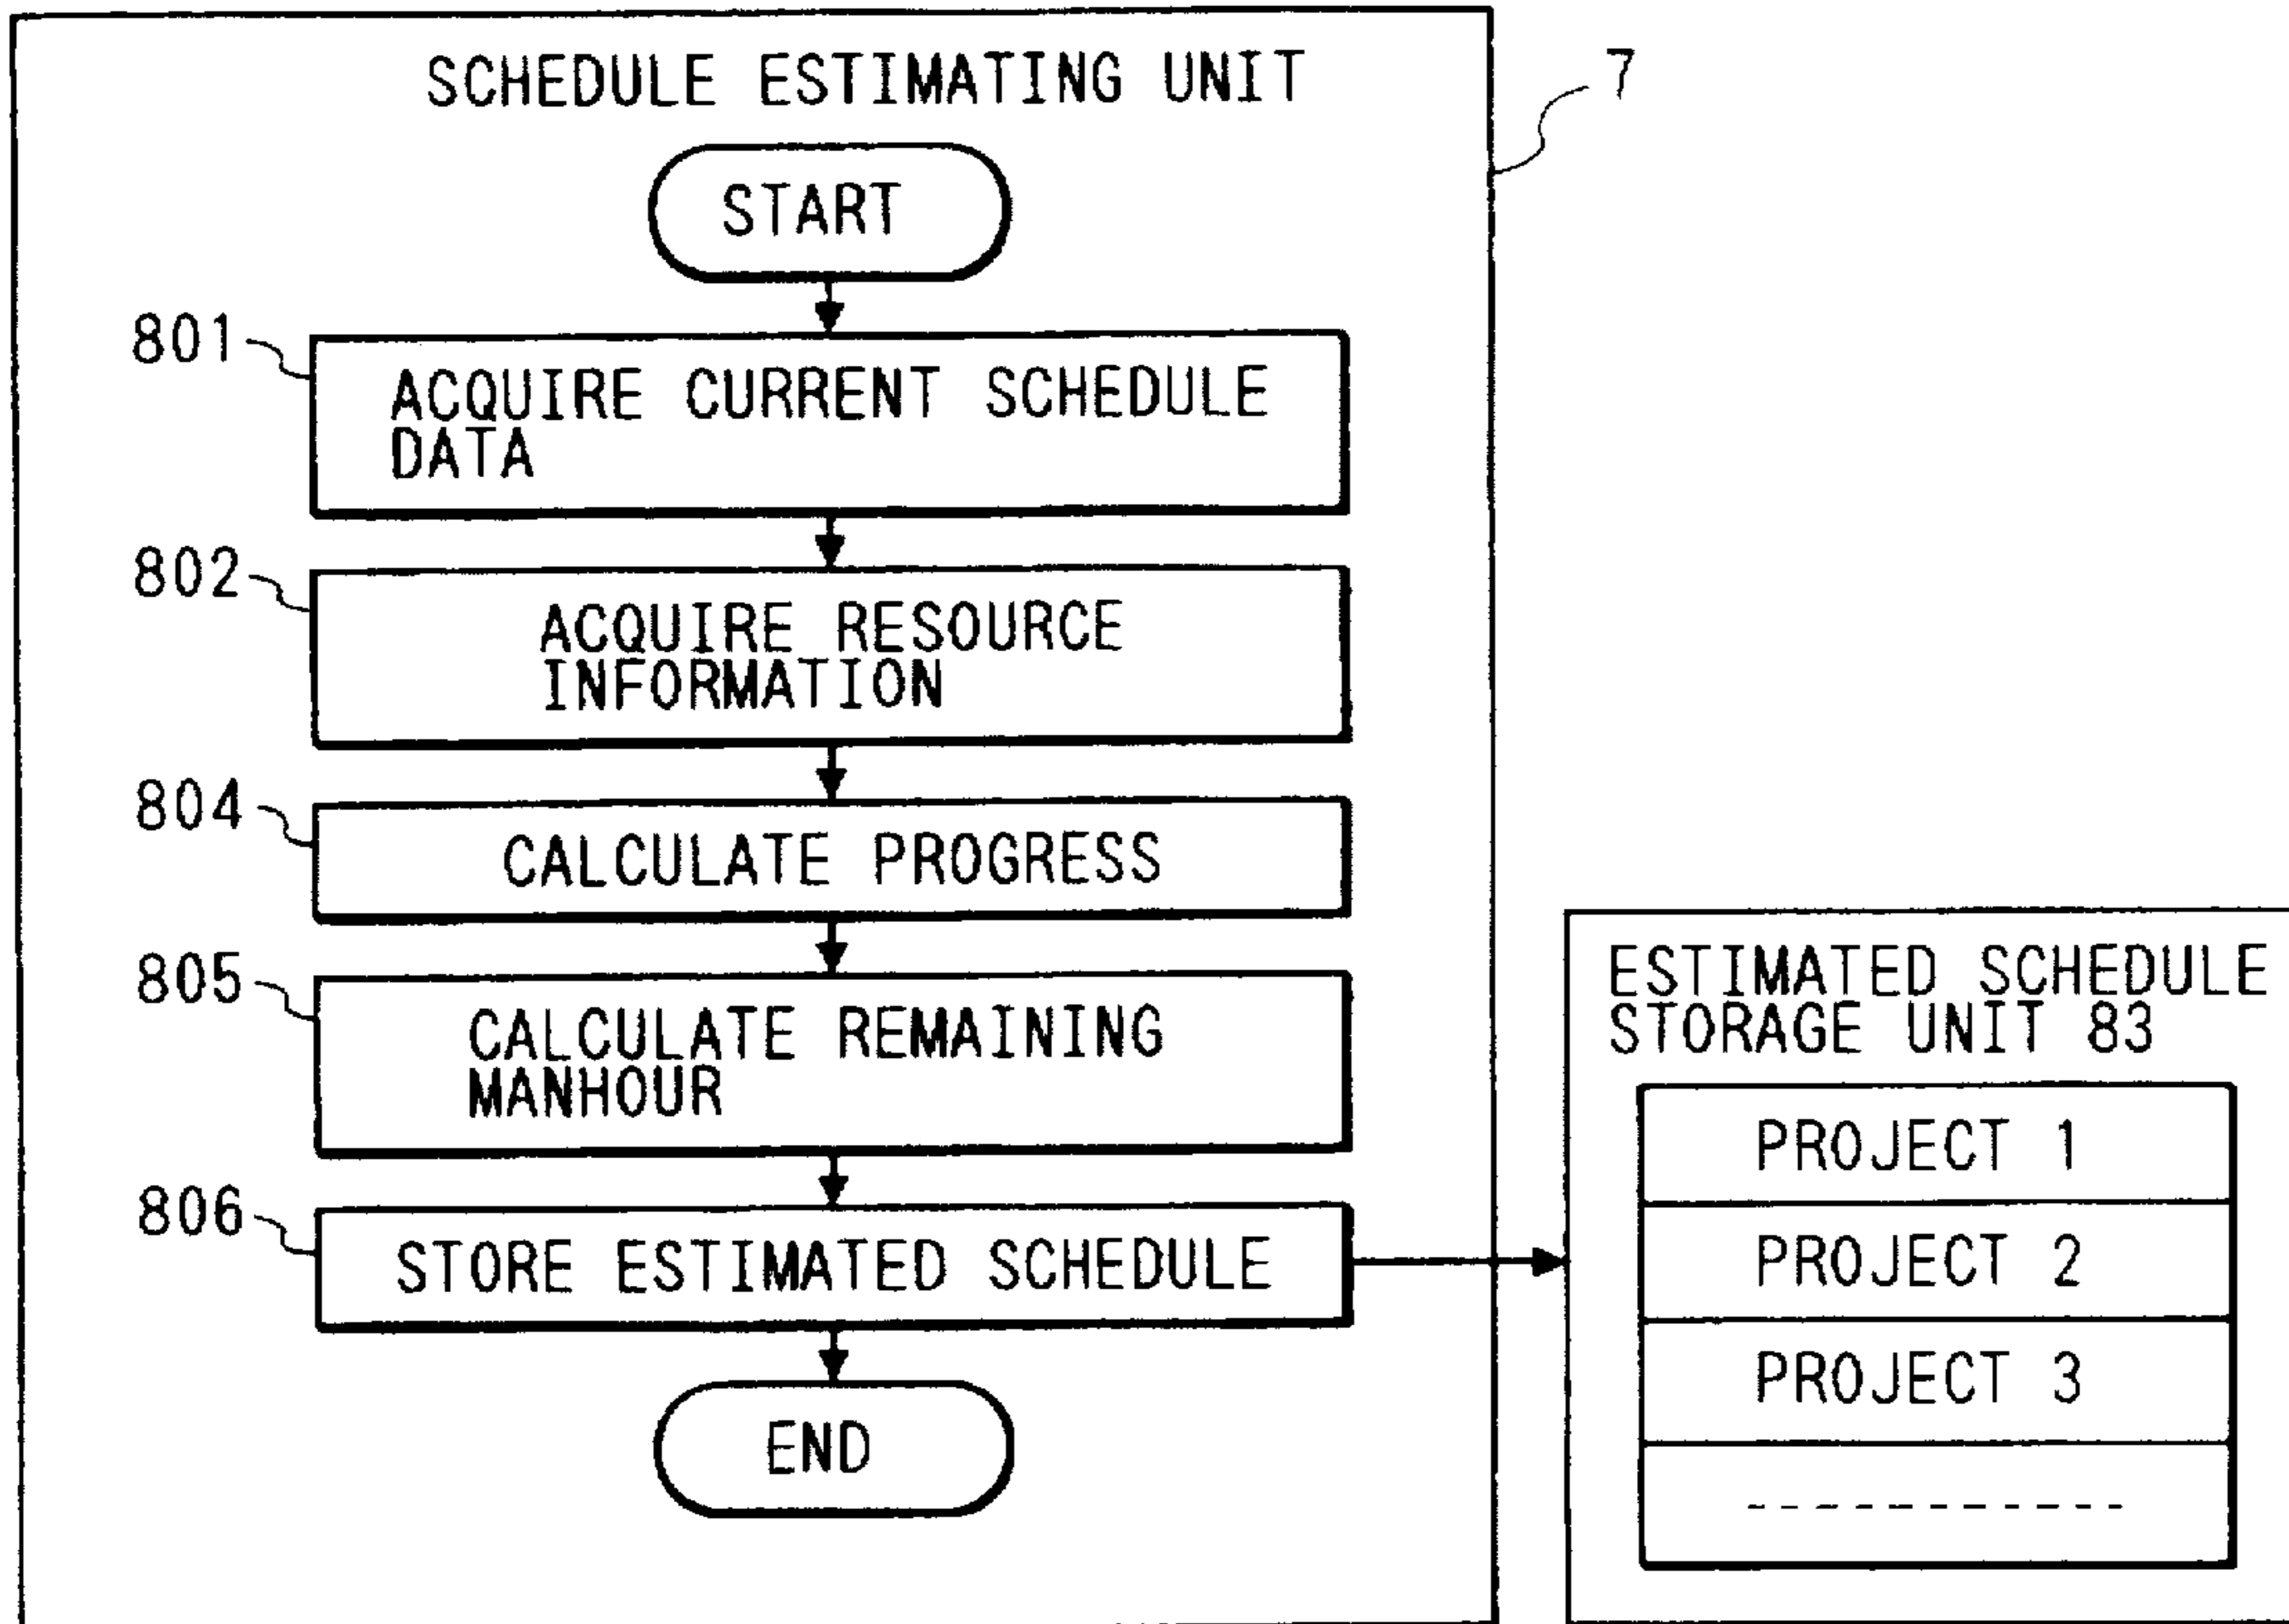 SCHEDULE ESTIMATING UNIT
7
START
801
ACQUIRE CURRENT SCHEDULE
DATA
802
ACQUIRE RESOURCE
INFORMATION
804
CALCULATE PROGRESS
805
CALCULATE REMAINING
MANHOUR
806
STORE ESTIMATED SCHEDULE
END
ESTIMATED SCHEDULE
STORAGE UNIT 83
PROJECT 1
PROJECT 2
PROJECT 3